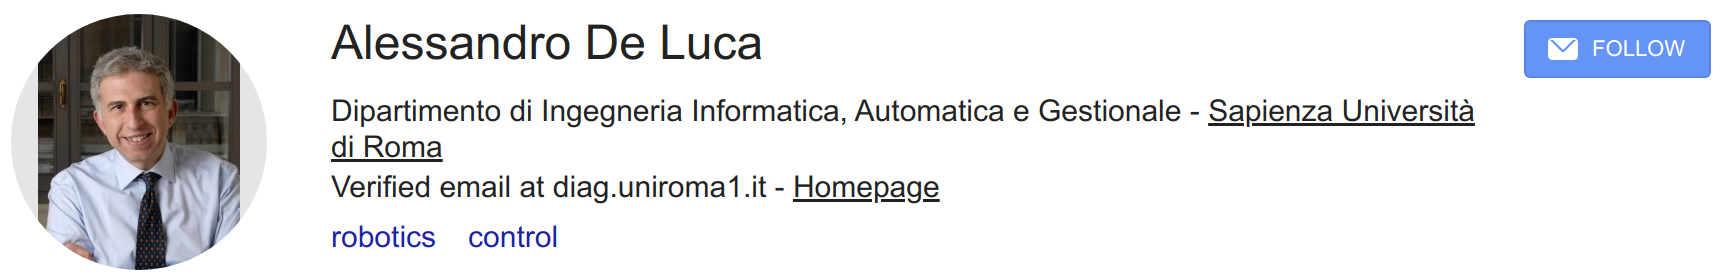 Alessandro De Luca
FOLLOW
Dipartimento di Ingegneria Informatica, Automatica e Gestionale - Sapienza Università
di Roma
Verified email at diag.uniroma1.it - Homepage
robotics control